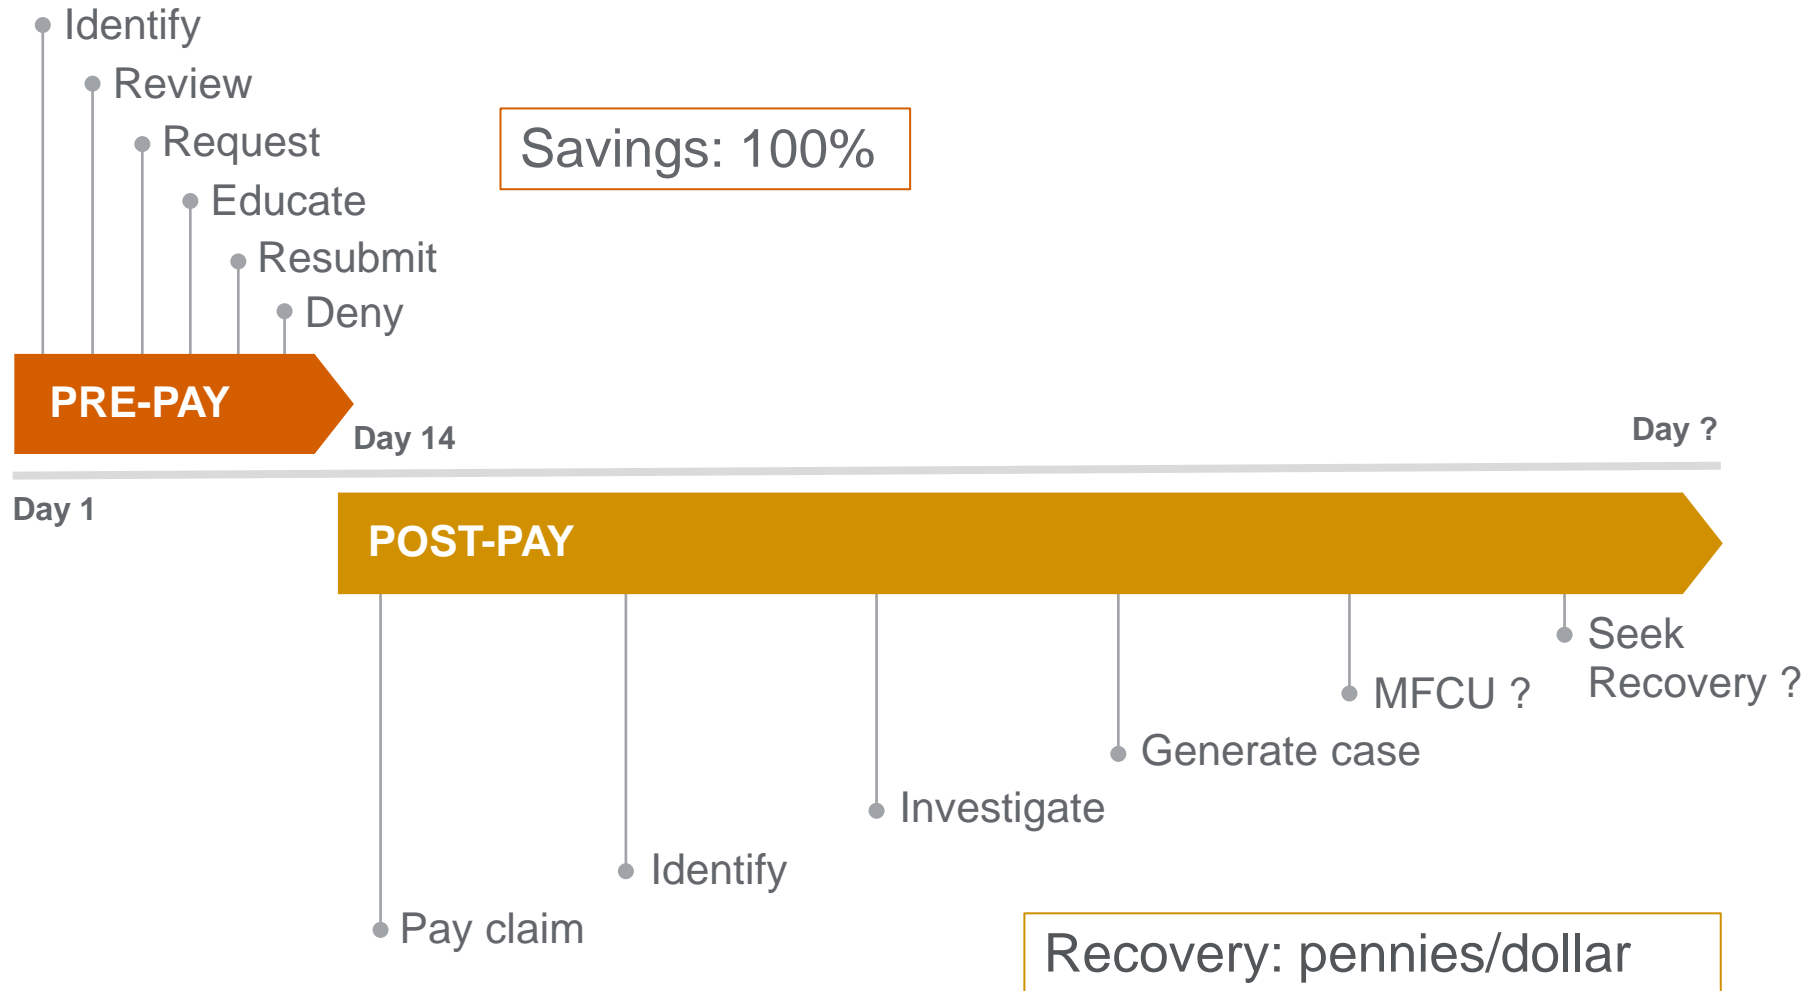 Identify
Review
Request
Educate
Resubmit
Deny
Savings: 100%
PRE-PAY
Day 14
Day ?
Day 1
POST-PAY
Seek
Recovery ?
MFCU ?
Generate case
Investigate
Identify
Pay claim
Recovery: pennies/dollar